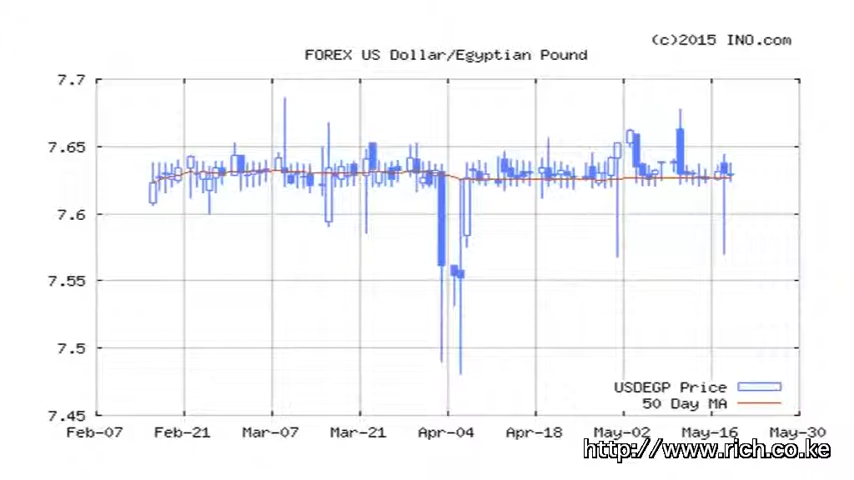 (c)2015 INO.com
FOREX US Dollar/Egyptian Pound
7.7
7.65
7.6
7.55
7.5
7.45
USDEGP Price
50 Day MA
Feb-07 Feb-21 Mar-07 Mar-21 Apr-04 Apr-18 May-02 May-16 May-30
http://www.rich.co.ke